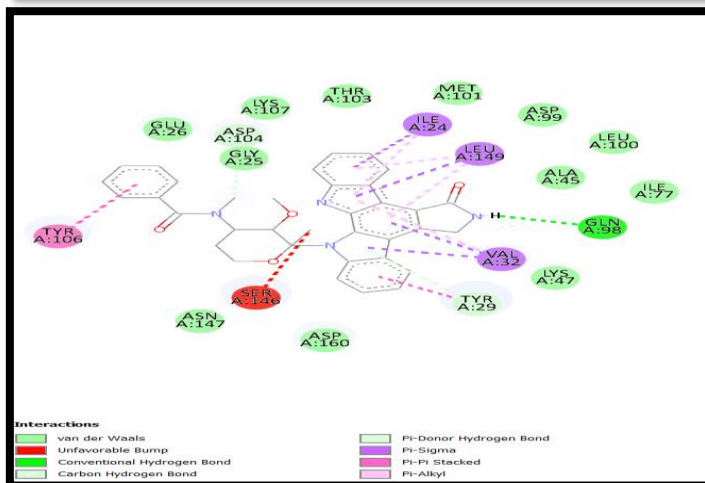 MET
A:101
THR
A:103
LYS
A:107
ASP
A:99
ILE
A:24
GLU
A:26
ASP
A:104
LEU
A:100
LEU
A:149
GLY
A:25
ALA
A:45
ILE
A:77
O
N
O
N
N
H
TYR
A:106
O
GLN
A:98
N
O
VAL
A:32
LYS
A:47
SER
A:146
TYR
A:29
ASN
A:147
ASP
A:160
Interactions
van der Waals
Unfavorable Bump
Conventional Hydrogen Bond
Carbon Hydrogen Bond
Pi-Donor Hydrogen Bond
Pi-Sigma
Pi-Pi Stacked
Pi-Alkyl